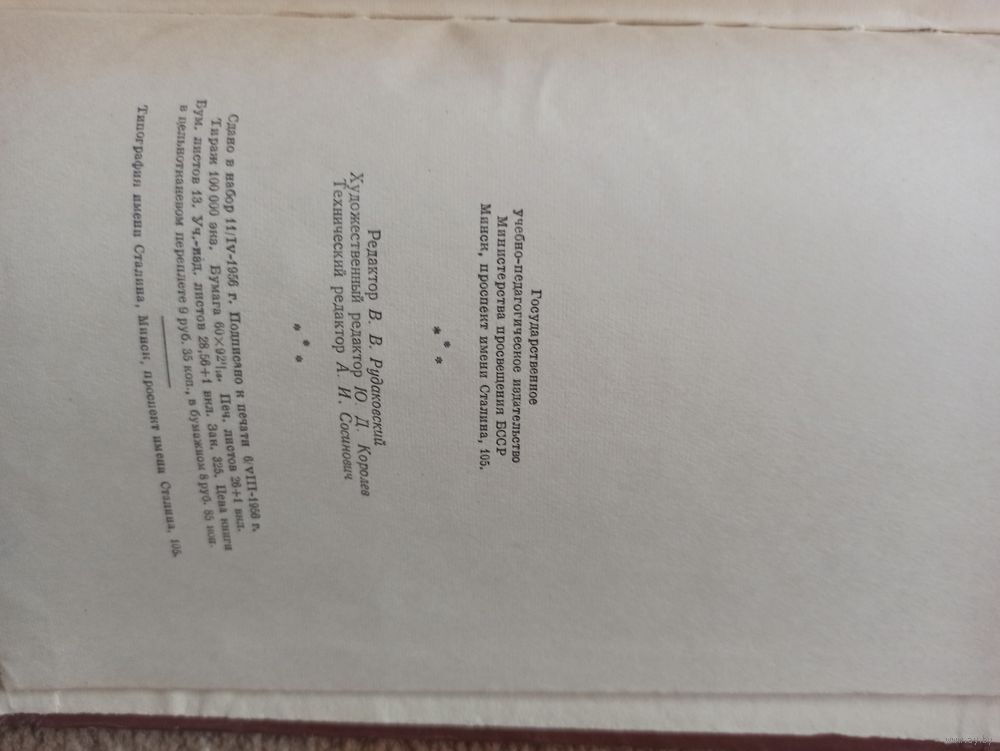 Государственное
учебно-педагогическое издательство
Министерства просвещения БССР
Минск, проспект имени Сталина, 105.
* * *
Редактор В. В. Рудаковский
Художественный редактор Ю. Д. Королев
Технический редактор А. И. Сосинович
* * *
Сдано в набор 11/IV-1956 г. Подписано к печати 6/VIII-1956 г.
Тираж 100 000 экз. Бумага 60×92 1/16. Печ. листов 26+1 вкл.
Бум. листов 13. Уч.-изд. листов 28,56+1 вкл. Зак. 325. Цена книги
в цельнотканевом переплете 9 руб. 35 коп., в бумажном 8 руб. 85 коп.
Типография имени Сталина, Минск, проспект имени Сталина, 105.